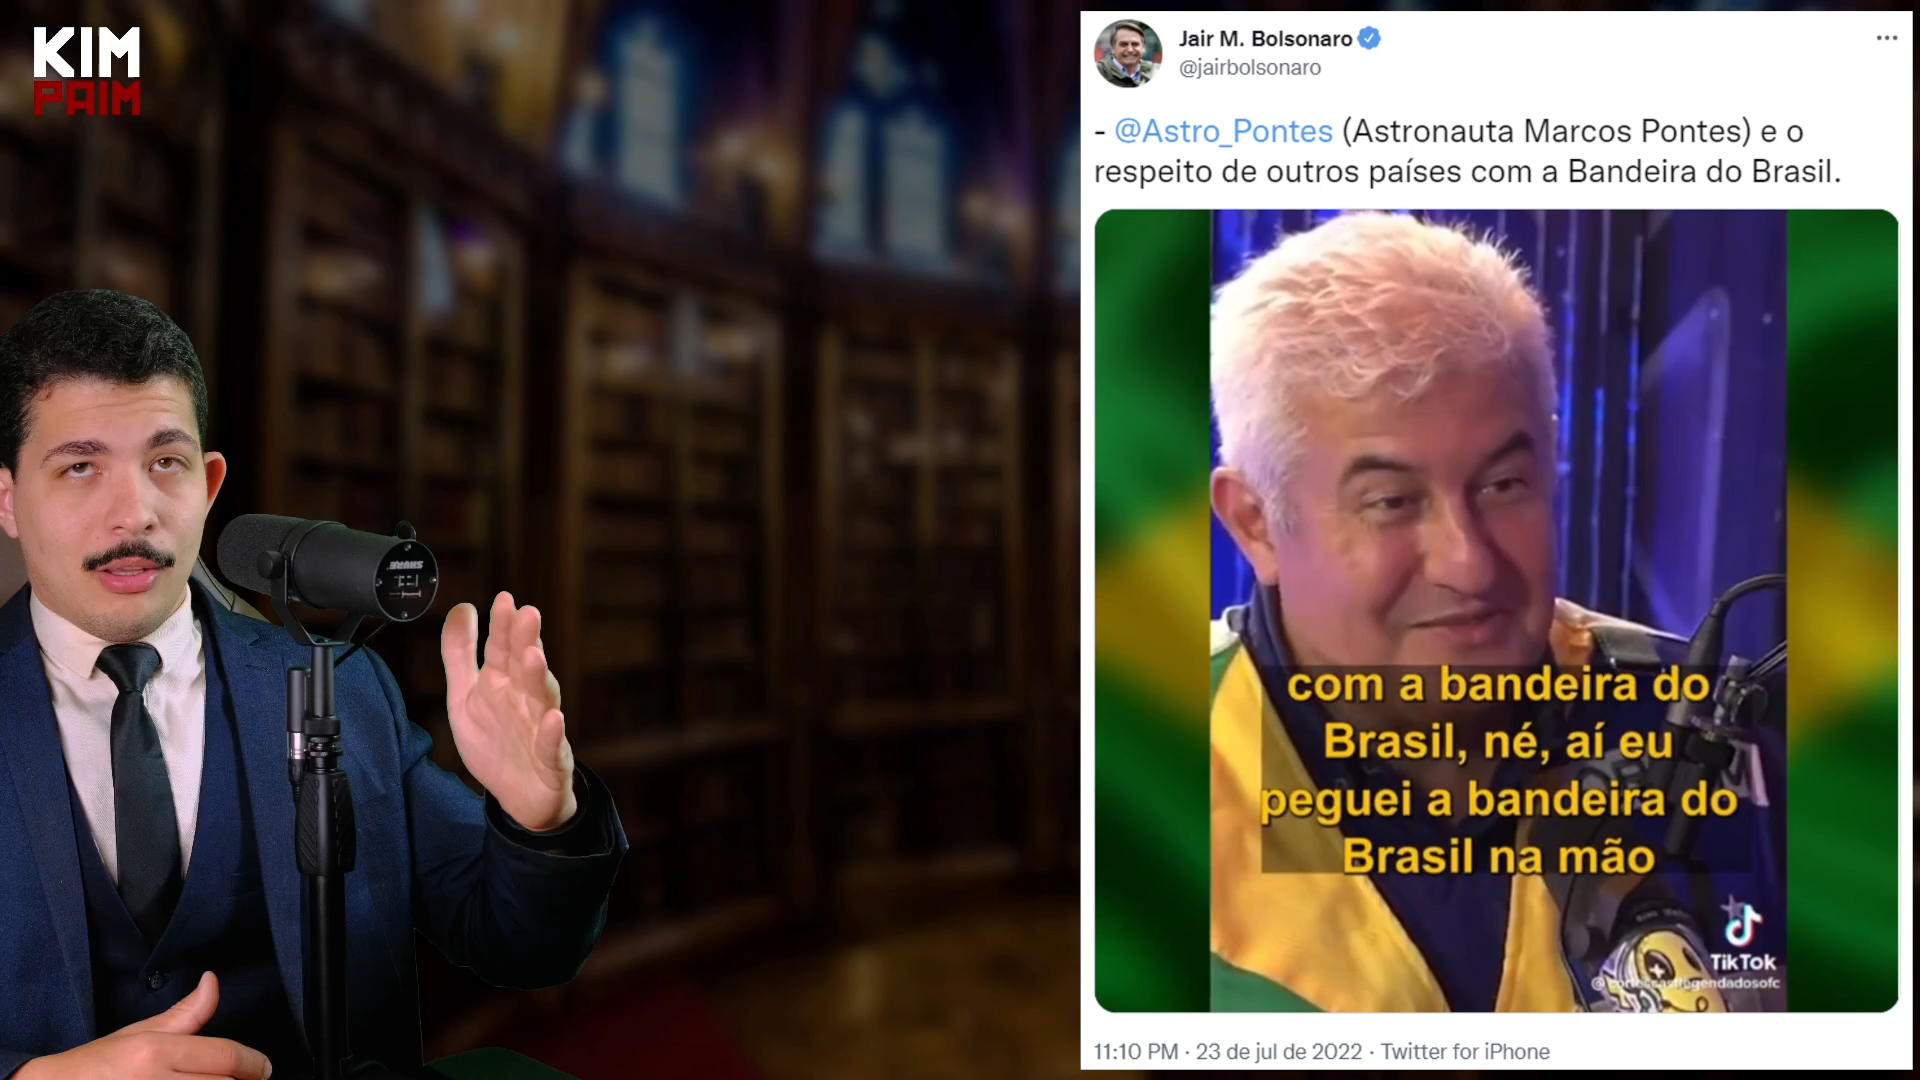 KIM
PAIM
Jair M. Bolsonaro
@jairbolsonaro
- @Astro_Pontes (Astronauta Marcos Pontes) e o
respeito de outros países com a Bandeira do Brasil.
com a bandeira do
Brasil, né, aí eu
peguei a bandeira do
Brasil na mão
SHURE
TikTok
11:10 PM · 23 de jul de 2022 · Twitter for iPhone